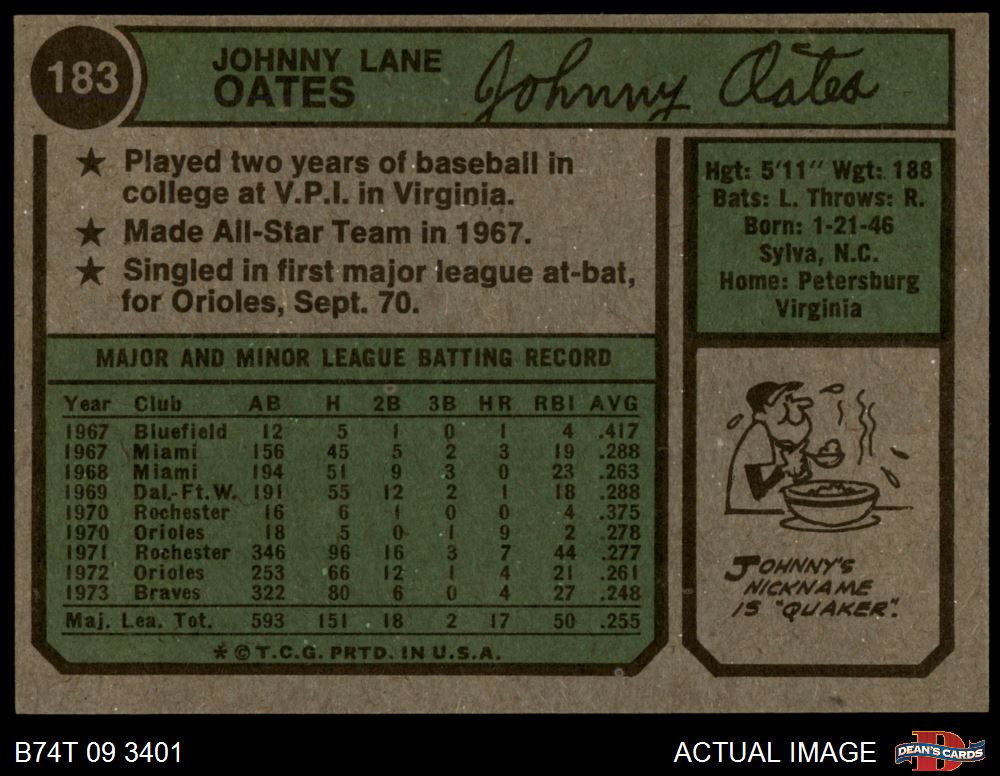 183
JOHNNY LANE
OATES
Johnny Oates
★ Played two years of baseball in
college at V.P.I. in Virginia.
★ Made All-Star Team in 1967.
★ Singled in first major league at-bat,
for Orioles, Sept. 70.
Hgt: 5'11'' Wgt: 188
Bats: L. Throws: R.
Born: 1-21-46
Sylva, N.C.
Home: Petersburg
Virginia
MAJOR AND MINOR LEAGUE BATTING RECORD
Year Club AB H 2B 3B HR RBI AVG
1967 Bluefield 12 5 1 0 1 4 .417
1967 Miami 156 45 5 2 3 19 .288
1968 Miami 194 51 9 3 0 23 .263
1969 Dal.-Ft.W. 191 55 12 2 1 18 .288
1970 Rochester 16 6 1 0 0 4 .375
1970 Orioles 18 5 0 1 9 2 .278
1971 Rochester 346 96 16 3 7 44 .277
1972 Orioles 253 66 12 1 4 21 .261
1973 Braves 322 80 6 0 4 27 .248
Maj. Lea. Tot. 593 151 18 2 17 50 .255
* © T.C.G. PRTD. IN U.S.A.
JOHNNY'S
NICKNAME
IS "QUAKER".
B74T 09 3401
ACTUAL IMAGE
D
DEAN'S CARDS